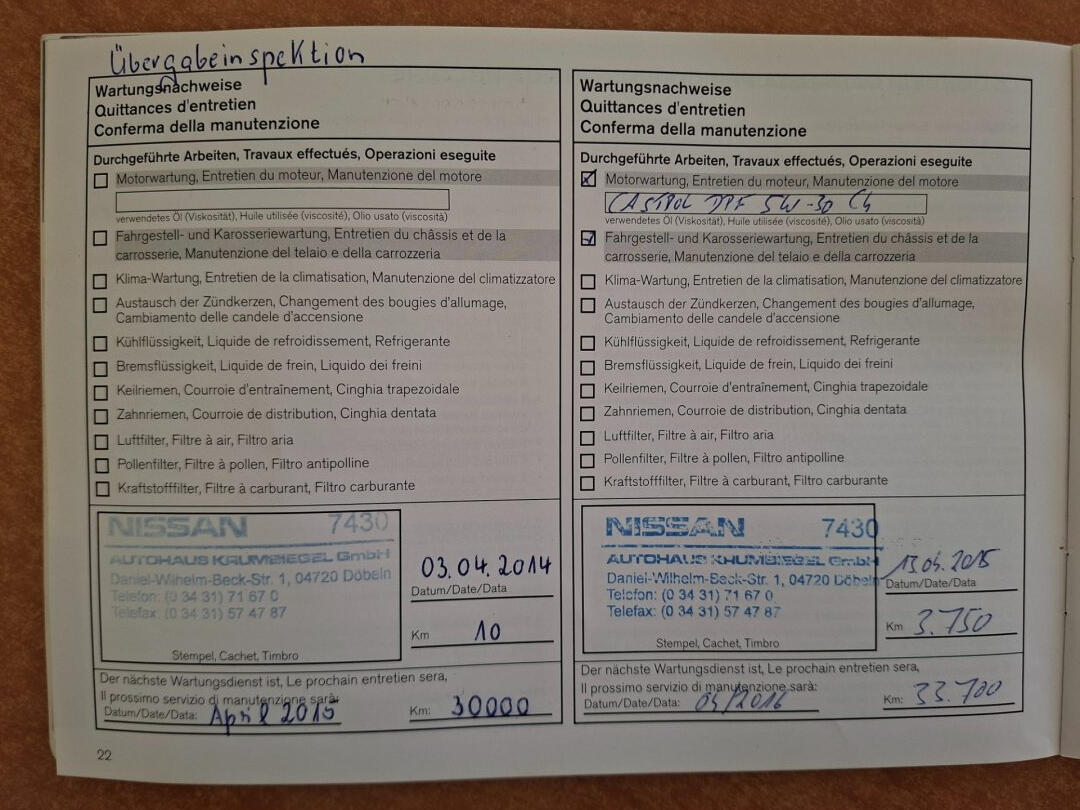 Übergabeinspektion
Wartungsnachweise
Quittances d'entretien
Conferma della manutenzione
Durchgeführte Arbeiten, Travaux effectués, Operazioni eseguite
Motorwartung, Entretien du moteur, Manutenzione del motore
verwendetes Öl (Viskosität), Huile utilisée (viscosité), Olio usato (viscosità)
Fahrgestell- und Karosseriewartung, Entretien du châssis et de la
carrosserie, Manutenzione del telaio e della carrozzeria
Klima-Wartung, Entretien de la climatisation, Manutenzione del climatizzatore
Austausch der Zündkerzen, Changement des bougies d'allumage,
Cambiamento delle candele d'accensione
Kühlflüssigkeit, Liquide de refroidissement, Refrigerante
Bremsflüssigkeit, Liquide de frein, Liquido dei freini
Keilriemen, Courroie d'entraînement, Cinghia trapezoidale
Zahnriemen, Courroie de distribution, Cinghia dentata
Luftfilter, Filtre à air, Filtro aria
Pollenfilter, Filtre à pollen, Filtro antipolline
Kraftstofffilter, Filtre à carburant, Filtro carburante
NISSAN 7430
AUTOHAUS KRUMBIEGEL GmbH
Daniel-Wilhelm-Beck-Str. 1, 04720 Döbeln
Telefon: (0 34 31) 71 67 0
Telefax: (0 34 31) 57 47 87
Stempel, Cachet, Timbro
03.04.2014
Datum/Date/Data
Km 10
Der nächste Wartungsdienst ist, Le prochain entretien sera,
Il prossimo servizio di manutenzione sarà:
Datum/Date/Data: April 2015 Km: 30000
22
Wartungsnachweise
Quittances d'entretien
Conferma della manutenzione
Durchgeführte Arbeiten, Travaux effectués, Operazioni eseguite
Motorwartung, Entretien du moteur, Manutenzione del motore
CASTROL DPF 5W-30 C4
verwendetes Öl (Viskosität), Huile utilisée (viscosité), Olio usato (viscosità)
Fahrgestell- und Karosseriewartung, Entretien du châssis et de la
carrosserie, Manutenzione del telaio e della carrozzeria
Klima-Wartung, Entretien de la climatisation, Manutenzione del climatizzatore
Austausch der Zündkerzen, Changement des bougies d'allumage,
Cambiamento delle candele d'accensione
Kühlflüssigkeit, Liquide de refroidissement, Refrigerante
Bremsflüssigkeit, Liquide de frein, Liquido dei freini
Keilriemen, Courroie d'entraînement, Cinghia trapezoidale
Zahnriemen, Courroie de distribution, Cinghia dentata
Luftfilter, Filtre à air, Filtro aria
Pollenfilter, Filtre à pollen, Filtro antipolline
Kraftstofffilter, Filtre à carburant, Filtro carburante
NISSAN 7430
AUTOHAUS KRUMBIEGEL GmbH
Daniel-Wilhelm-Beck-Str. 1, 04720 Döbeln
Telefon: (0 34 31) 71 67 0
Telefax: (0 34 31) 57 47 87
Stempel, Cachet, Timbro
Datum/Date/Data
Km 3.750
Der nächste Wartungsdienst ist, Le prochain entretien sera,
Il prossimo servizio di manutenzione sarà:
Datum/Date/Data: Km: 33.700